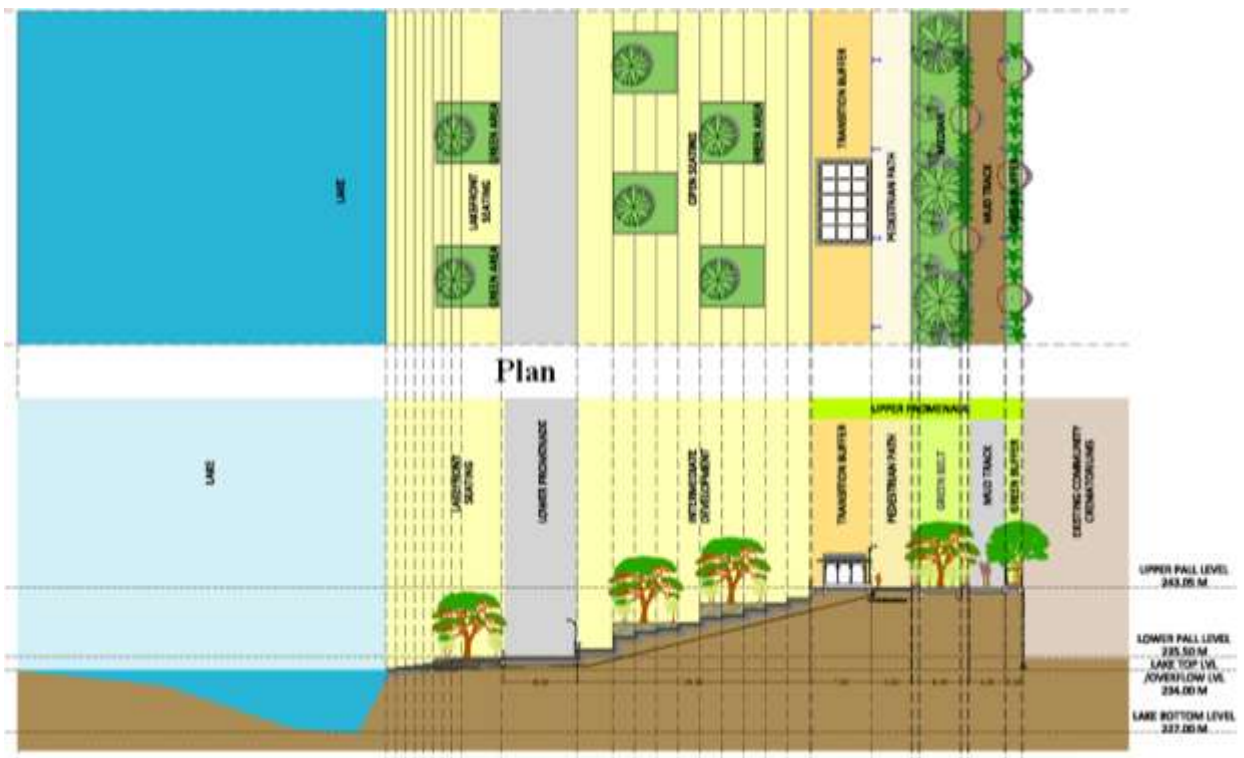 LAKE
LAKEFRONT
SEATING
GREEN AREA
GREEN AREA
OPEN SEATING
GREEN AREA
TRANSITION BUFFER
PEDESTRIAN PATH
MUD TRACK
Plan
LAKE
LAKEFRONT
SEATING
LOWER PROMONADE
INTERMEDIATE
DEVELOPMENT
UPPER PROMENADE
TRANSITION BUFFER
PEDESTRIAN PATH
GREEN BELT
MUD TRACK
GREEN BUFFER
EXISTING COMMUNITY
CREMATORIUMS
UPPER PALL LEVEL
243.05 M
LOWER PALL LEVEL
235.50 M
LAKE TOP LVL
/OVERFLOW LVL
234.00 M
LAKE BOTTOM LEVEL
227.00 M